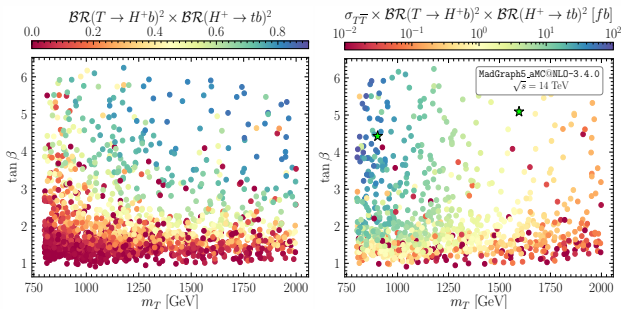 𝓑𝓡(T → H⁺b)² × 𝓑𝓡(H⁺ → tb)²
0.0 0.2 0.4 0.6 0.8
6
5
4
3
2
1
tan β
750 1000 1250 1500 1750 2000
m_T [GeV]
σ_{TT̅} × 𝓑𝓡(T → H⁺b)² × 𝓑𝓡(H⁺ → tb)² [fb]
10⁻² 10⁻¹ 10⁰ 10¹ 10²
MadGraph5_aMC@NLO-3.4.0
√s = 14 TeV
6
5
4
3
2
1
tan β
750 1000 1250 1500 1750 2000
m_T [GeV]